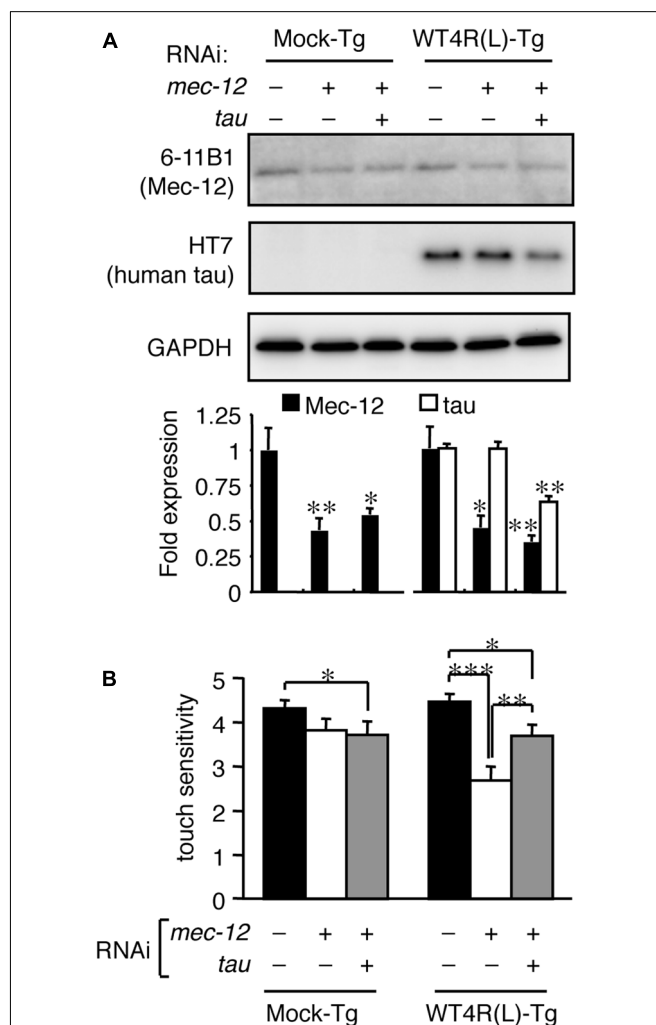 A
Mock-Tg WT4R(L)-Tg
RNAi:
mec-12 − + + − + +
tau − − + − − +
6-11B1
(Mec-12)
HT7
(human tau)
GAPDH
Mec-12 tau
Fold expression
1.25
1
0.75
0.5
0.25
0
** * * ** **
B
touch sensitivity
5
4
3
2
1
0
* *** ** *
RNAi
mec-12 − + + − + +
tau − − + − − +
Mock-Tg WT4R(L)-Tg